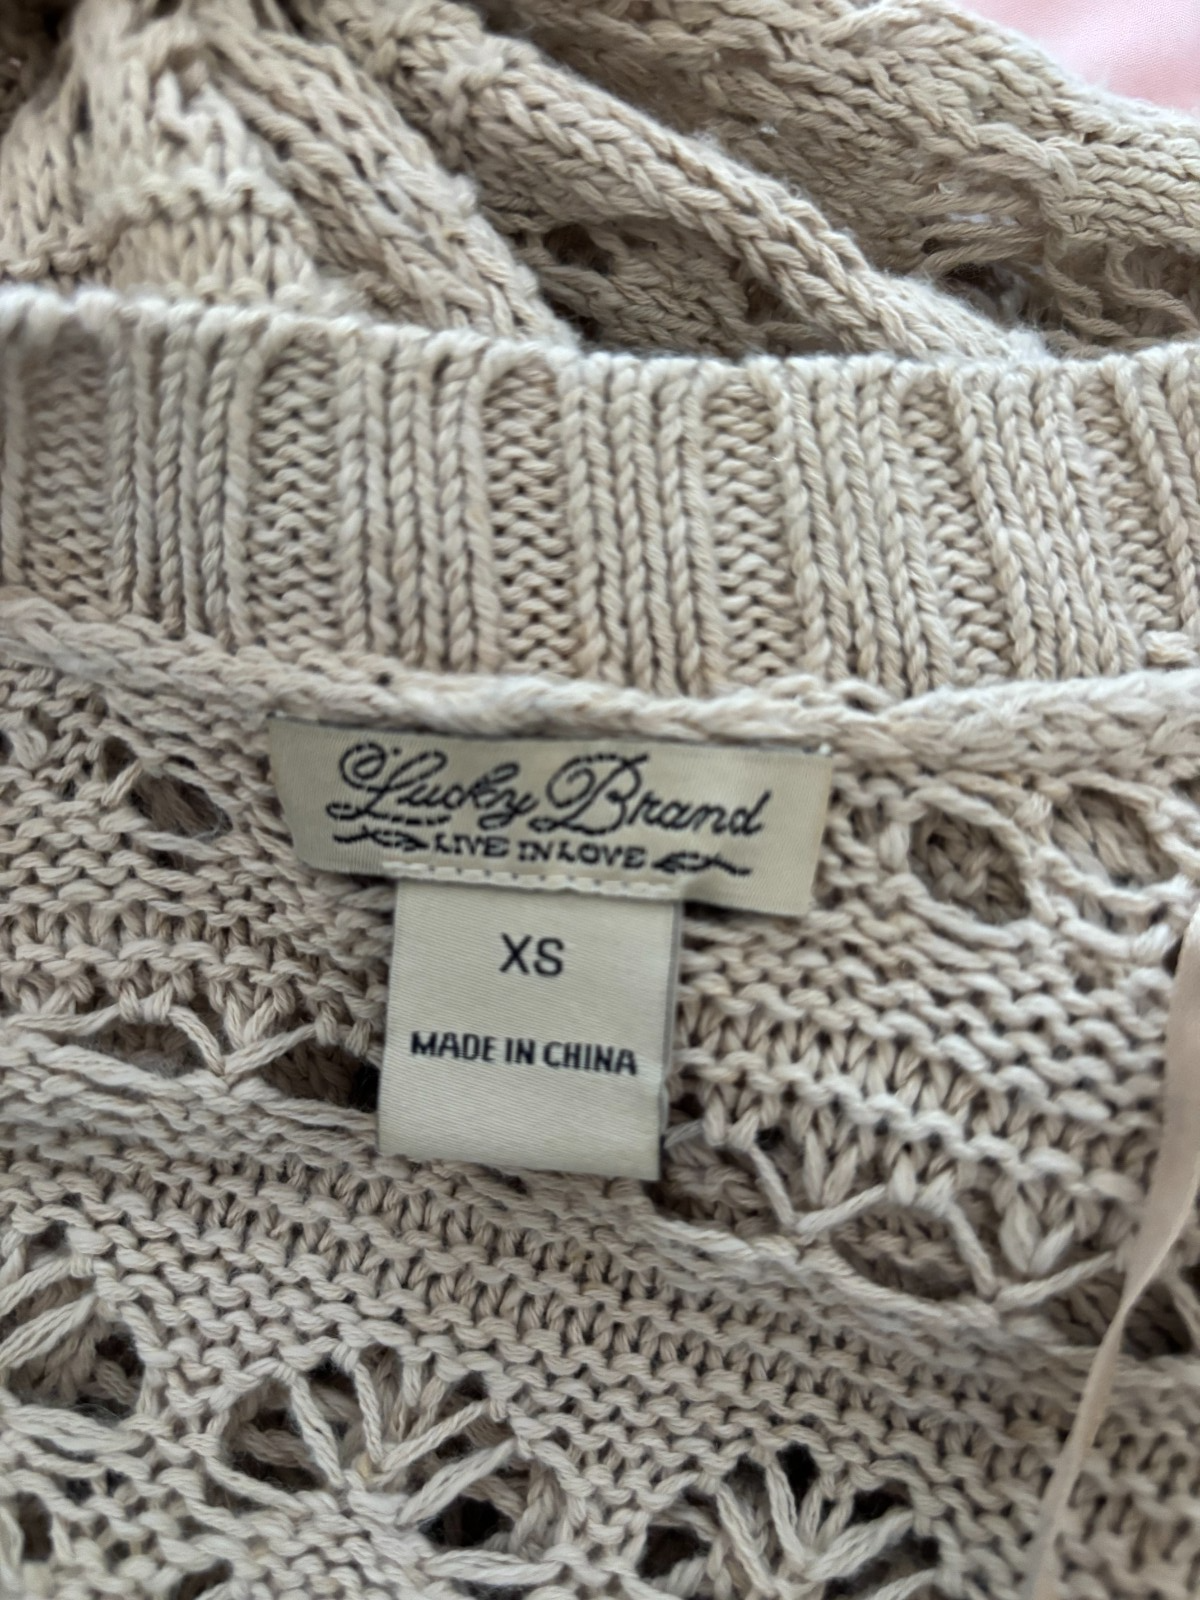 Lucky Brand
LIVE IN LOVE
XS
MADE IN CHINA